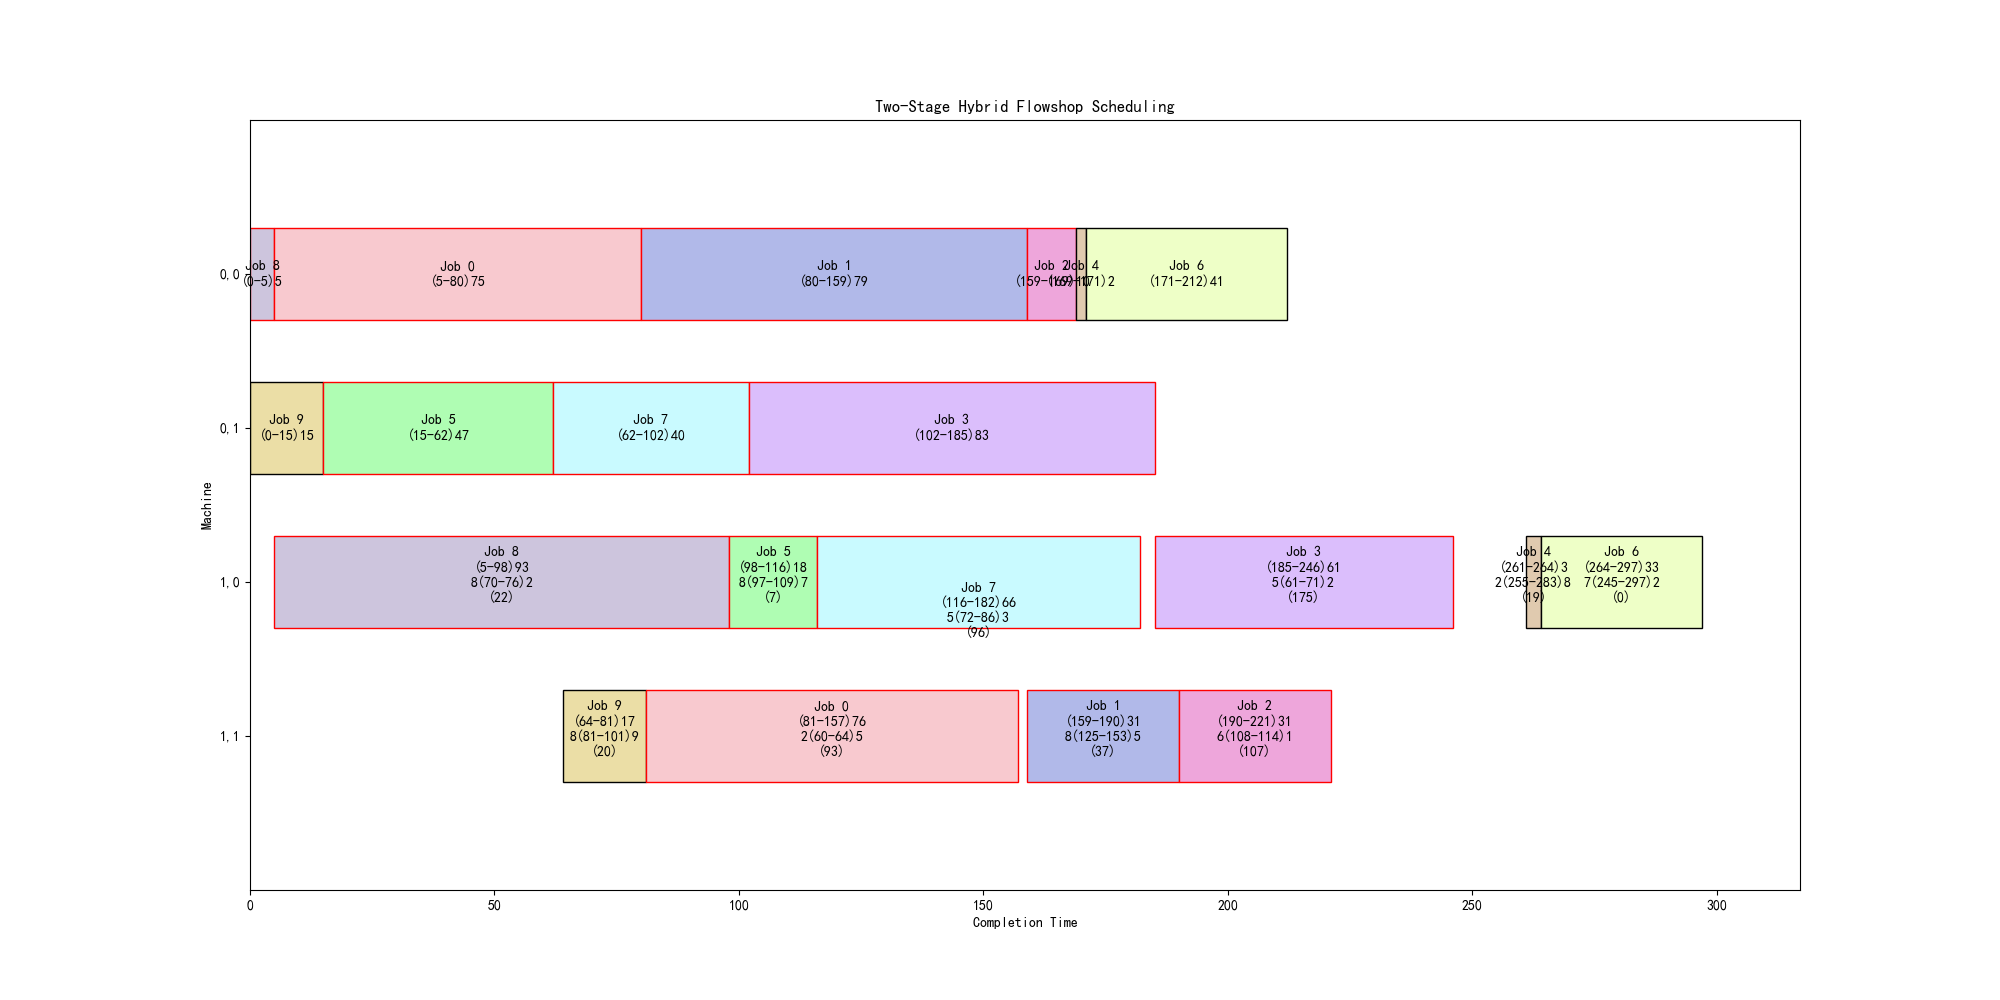 Two-Stage Hybrid Flowshop Scheduling
Machine
0,0
Job 8
(0-5)5
Job 0
(5-80)75
Job 1
(80-159)79
Job 2
(159-169)10
Job 4
(169-171)2
Job 6
(171-212)41
0,1
Job 9
(0-15)15
Job 5
(15-62)47
Job 7
(62-102)40
Job 3
(102-185)83
1,0
Job 8
(5-98)93
8(70-76)2
(22)
Job 5
(98-116)18
8(97-109)7
(7)
Job 7
(116-182)66
5(72-86)3
(96)
Job 3
(185-246)61
5(61-71)2
(175)
Job 4
(261-264)3
2(255-283)8
(19)
Job 6
(264-297)33
7(245-297)2
(0)
1,1
Job 9
(64-81)17
8(81-101)9
(20)
Job 0
(81-157)76
2(60-64)5
(93)
Job 1
(159-190)31
8(125-153)5
(37)
Job 2
(190-221)31
6(108-114)1
(107)
0
50
100
150
200
250
300
Completion Time